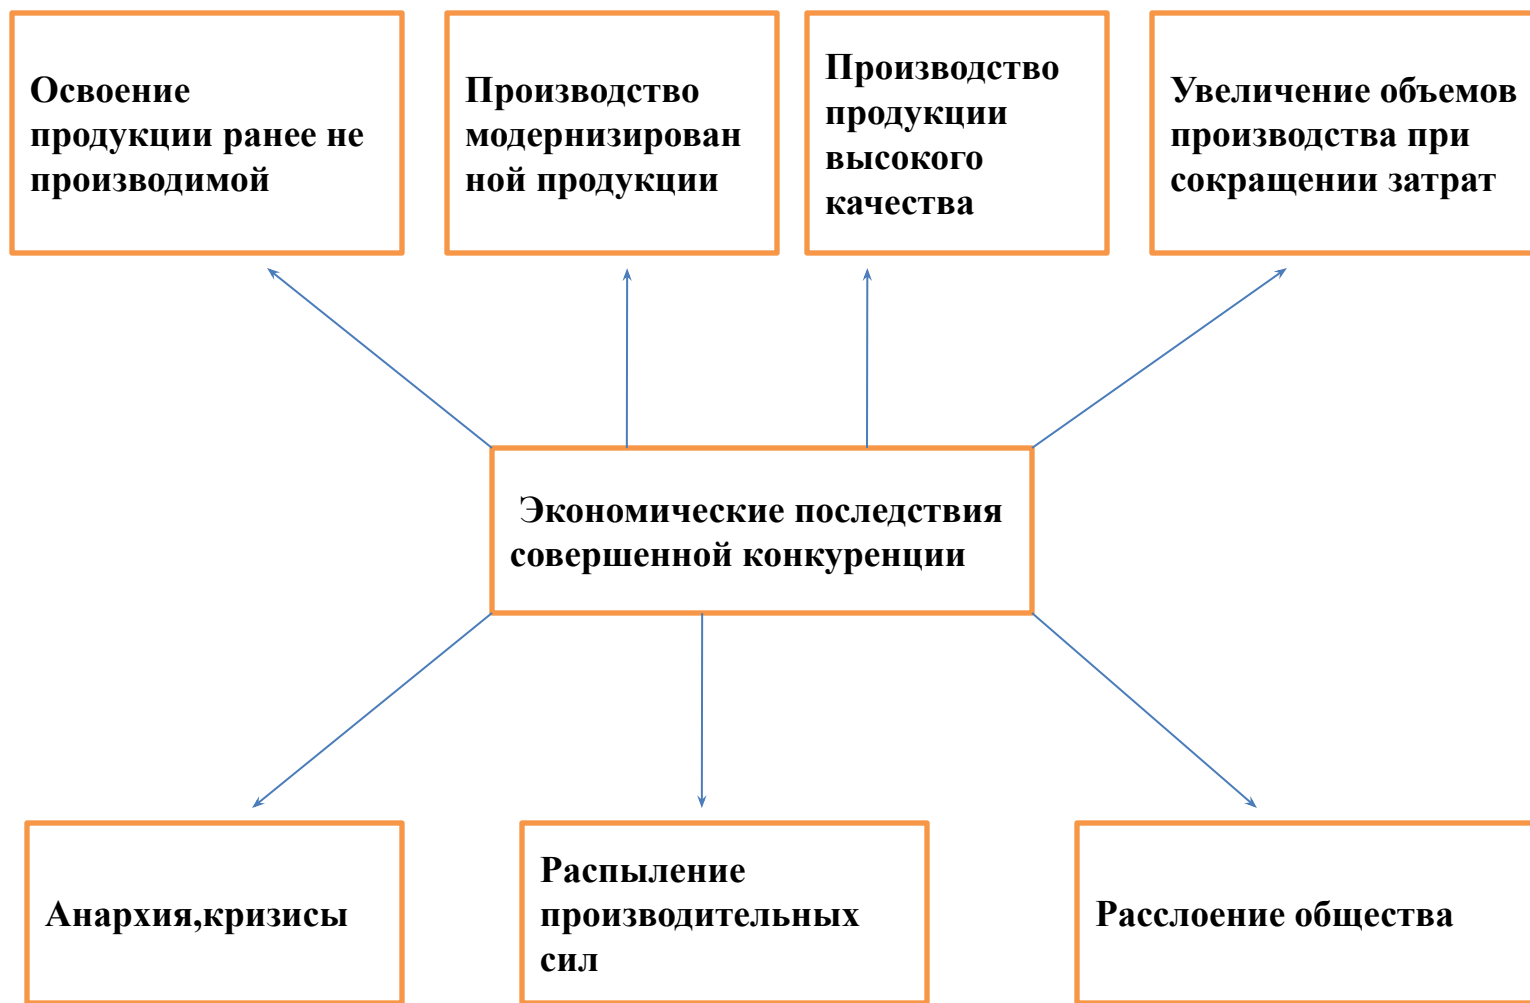 Освоение
продукции ранее не
производимой
Производство
модернизирован
ной продукции
Производство
продукции
высокого
качества
Увеличение объемов
производства при
сокращении затрат
Экономические последствия
совершенной конкуренции
Анархия,кризисы
Распыление
производительных
сил
Расслоение общества